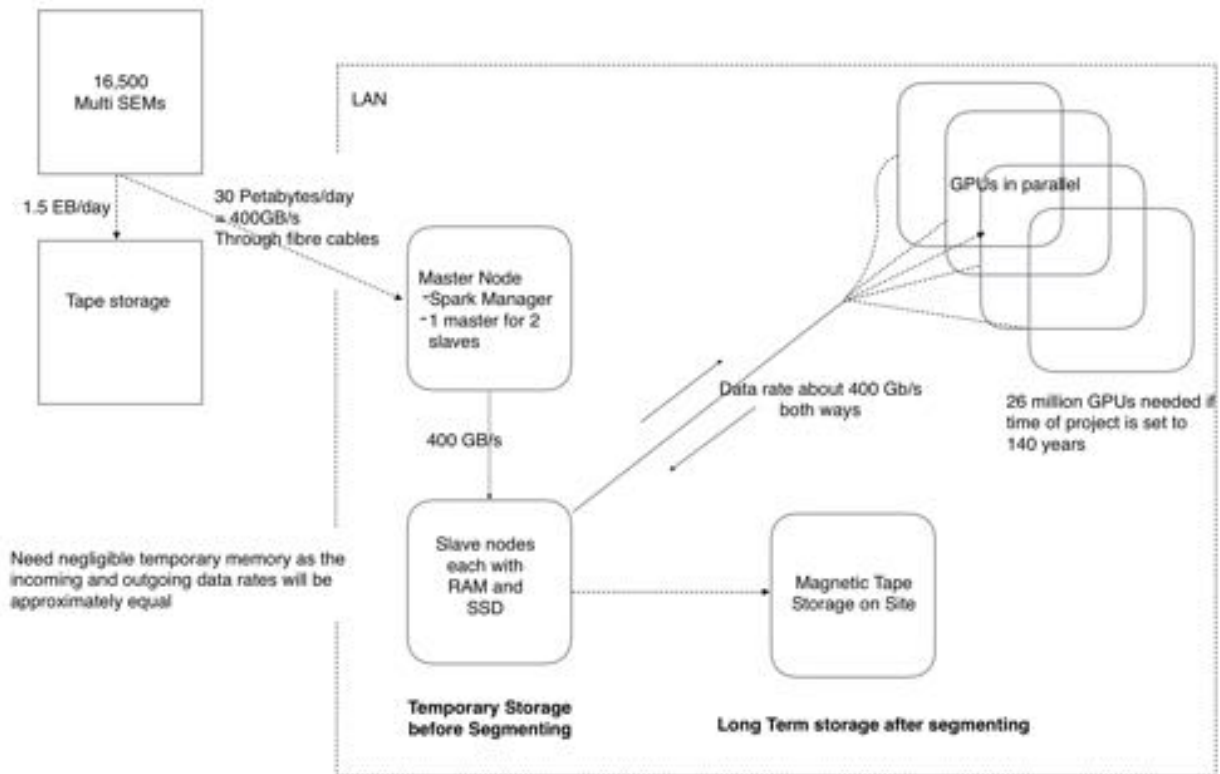 16,500
Multi SEMs
LAN
1.5 EB/day
30 Petabytes/day
= 400GB/s
Through fibre cables
GPUs in parallel
Tape storage
Master Node
-Spark Manager
-1 master for 2
slaves
Data rate about 400 Gb/s
both ways
26 million GPUs needed if
time of project is set to
140 years
400 GB/s
Need negligible temporary memory as the
incoming and outgoing data rates will be
approximately equal
Slave nodes
each with
RAM and
SSD
Magnetic Tape
Storage on Site
Temporary Storage
before Segmenting
Long Term storage after segmenting